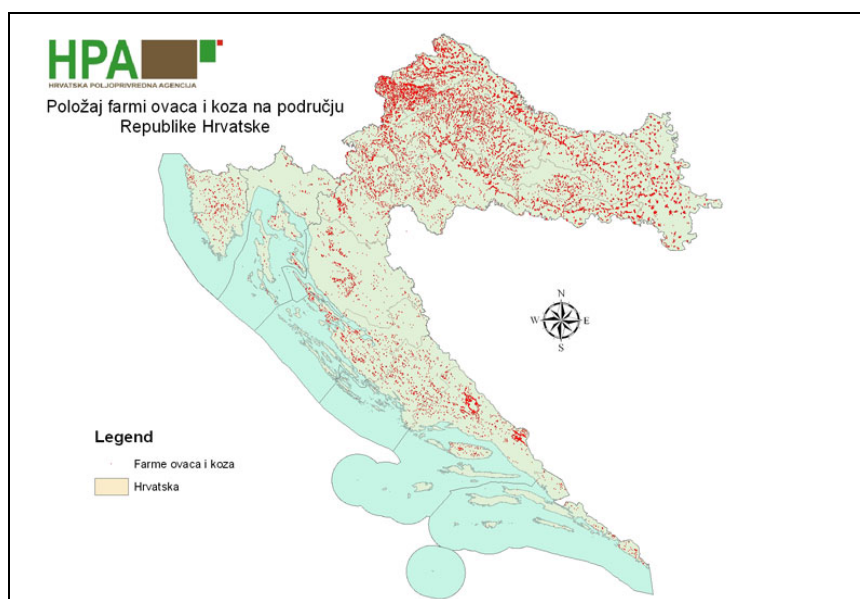 HPA
HRVATSKA POLJOPRIVREDNA AGENCIJA
Položaj farmi ovaca i koza na području
Republike Hrvatske
N
W E
S
Legend
Farme ovaca i koza
Hrvatska